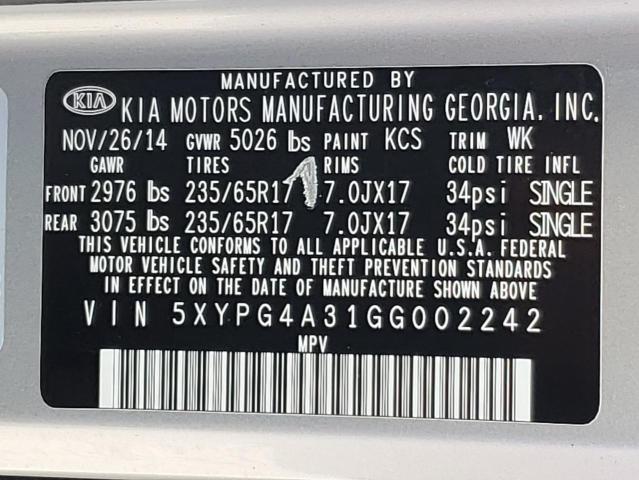 MANUFACTURED BY
KIA KIA MOTORS MANUFACTURING GEORGIA, INC.
NOV/26/14 GVWR 5026 lbs PAINT KCS TRIM WK
GAWR TIRES RIMS COLD TIRE INFL
FRONT 2976 lbs 235/65R17 7.0JX17 34psi SINGLE
REAR 3075 lbs 235/65R17 7.0JX17 34psi SINGLE
THIS VEHICLE CONFORMS TO ALL APPLICABLE U.S.A. FEDERAL
MOTOR VEHICLE SAFETY AND THEFT PREVENTION STANDARDS
IN EFFECT ON THE DATE OF MANUFACTURE SHOWN ABOVE
VIN 5XYPG4A31GG002242
MPV